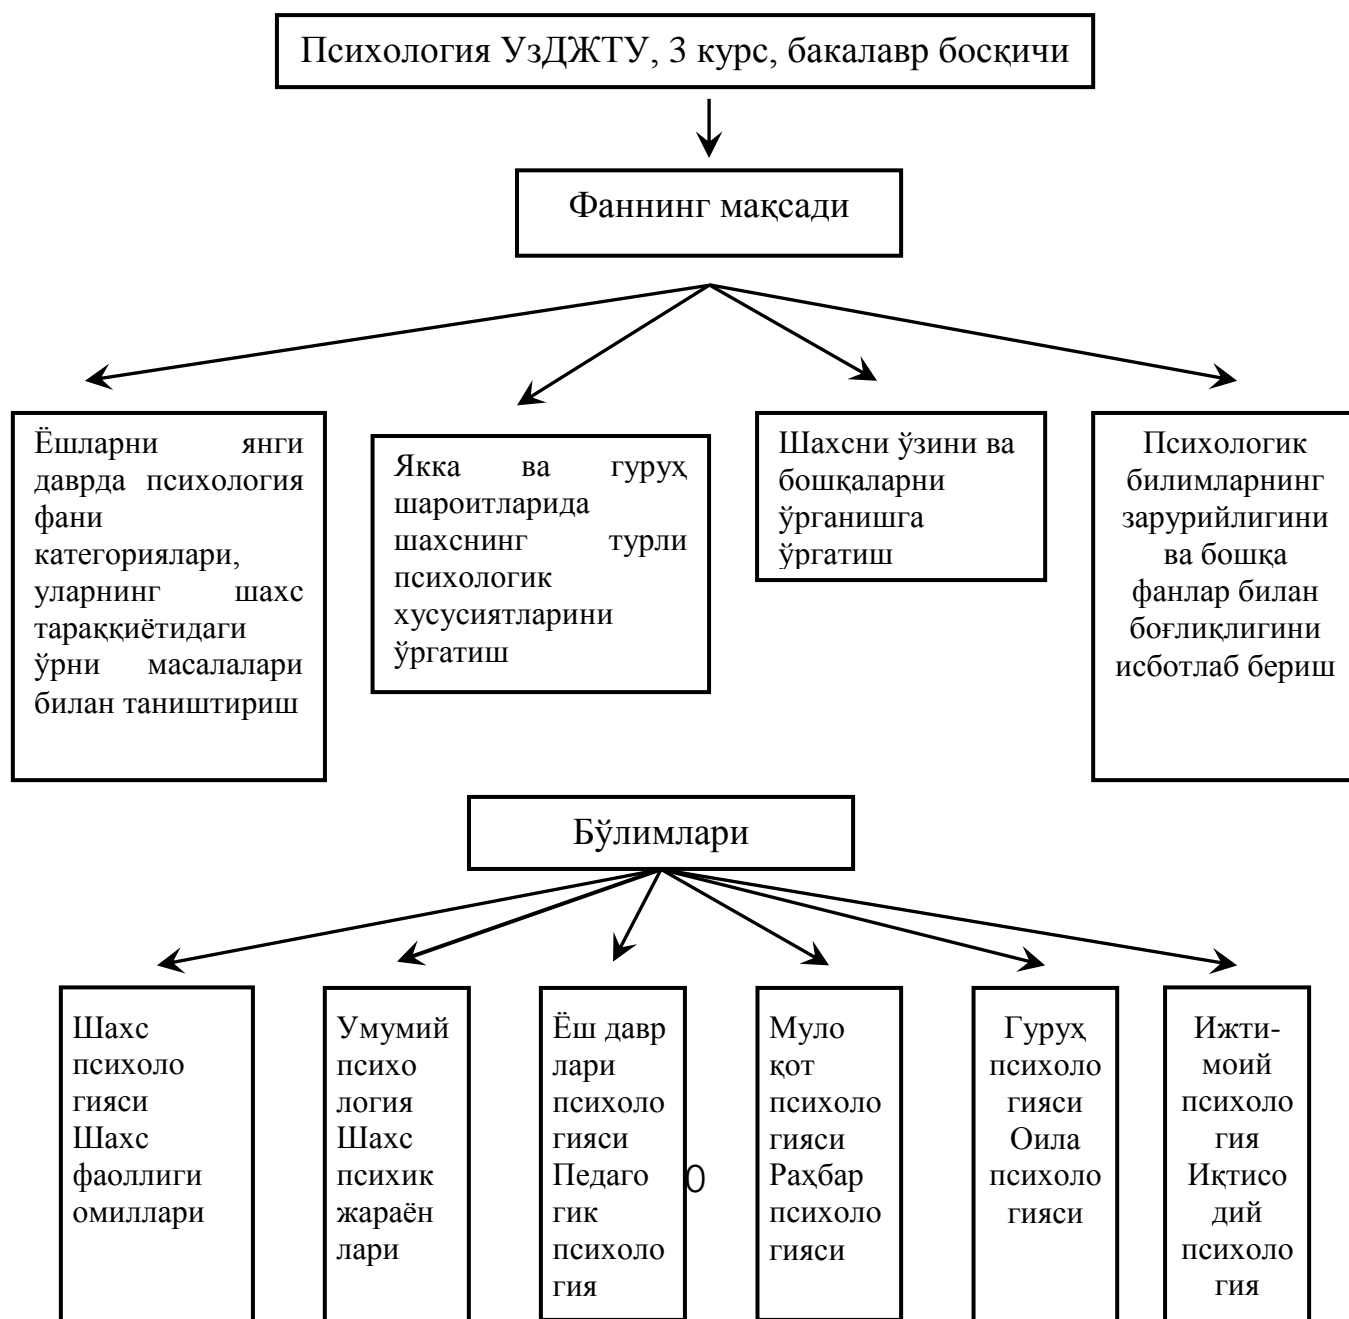 Психология УзДЖТУ, 3 курс, бакалавр босқичи
Фаннинг мақсади
Ёшларни янги
даврда психология
фани
категориялари,
уларнинг шахс
тараққиётидаги
ўрни масалалари
билан таништириш
Якка ва гуруҳ
шароитларида
шахснинг турли
психологик
хусусиятларини
ўргатиш
Шахсни ўзини ва
бошқаларни
ўрганишга
ўргатиш
Психологик
билимларнинг
зарурийлигини
ва бошқа
фанлар билан
боғлиқлигини
исботлаб бериш
Бўлимлари
Шахс
психоло
гияси
Шахс
фаоллиги
омиллари
Умумий
психо
логия
Шахс
психик
жараён
лари
Ёш давр
лари
психоло
гияси
Педаго
гик
психоло
гия
0
Муло
қот
психоло
гияси
Раҳбар
психоло
гияси
Гуруҳ
психоло
гияси
Оила
психоло
гияси
Ижти-
моий
психоло
гия
Иқтисо
дий
психоло
гия